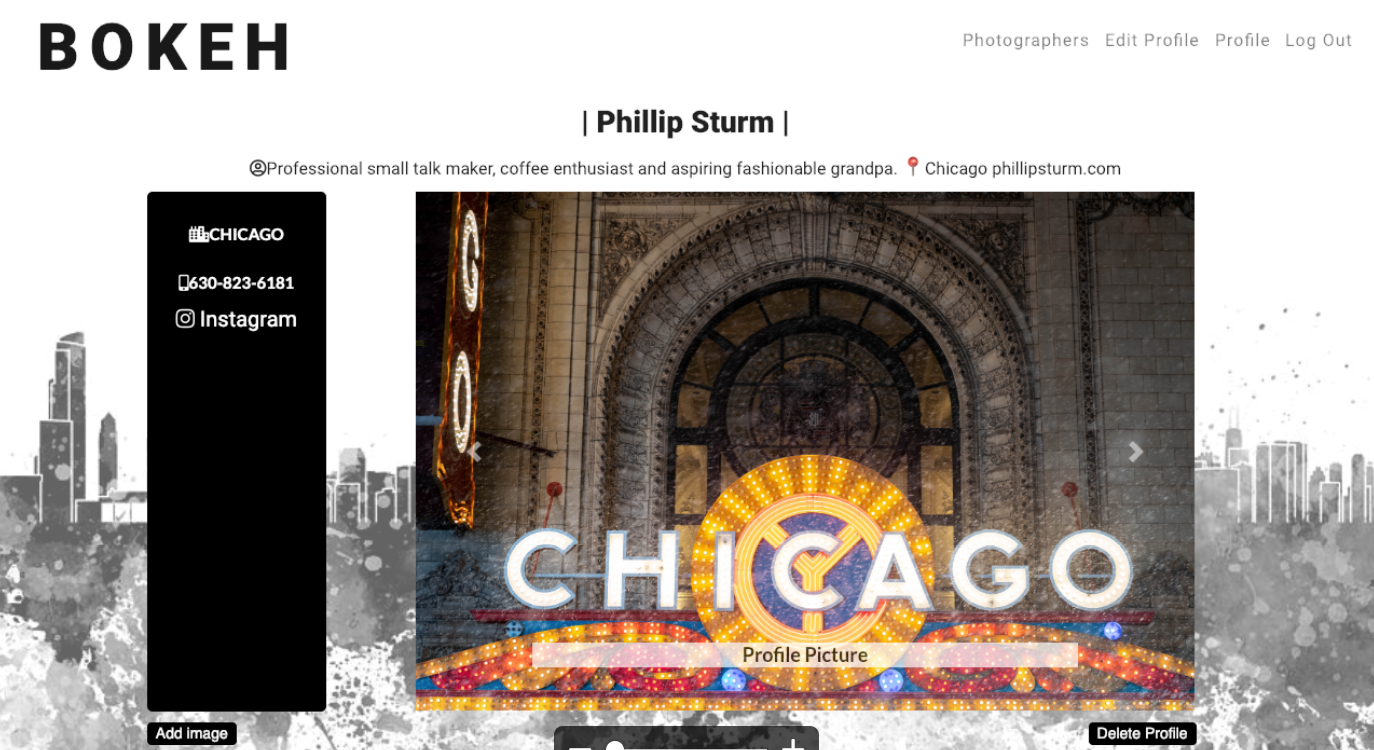 BOKEH
Photographers Edit Profile Profile Log Out
| Phillip Sturm |
Professional small talk maker, coffee enthusiast and aspiring fashionable grandpa. 📍 Chicago phillipsturm.com
CHICAGO
630-823-6181
Instagram
GO
CHICAGO
Profile Picture
Add image
Delete Profile